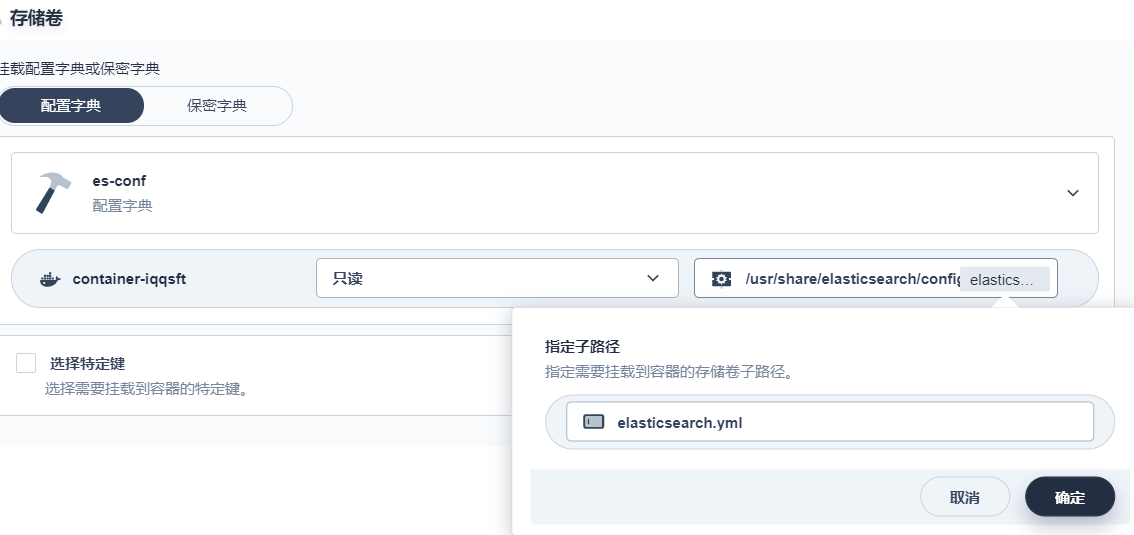 存储卷
挂载配置字典或保密字典
配置字典
保密字典
es-conf
配置字典
container-iqqsft
只读
/usr/share/elasticsearch/config
elastics...
选择特定键
选择需要挂载到容器的特定键。
指定子路径
指定需要挂载到容器的存储卷子路径。
elasticsearch.yml
取消
确定